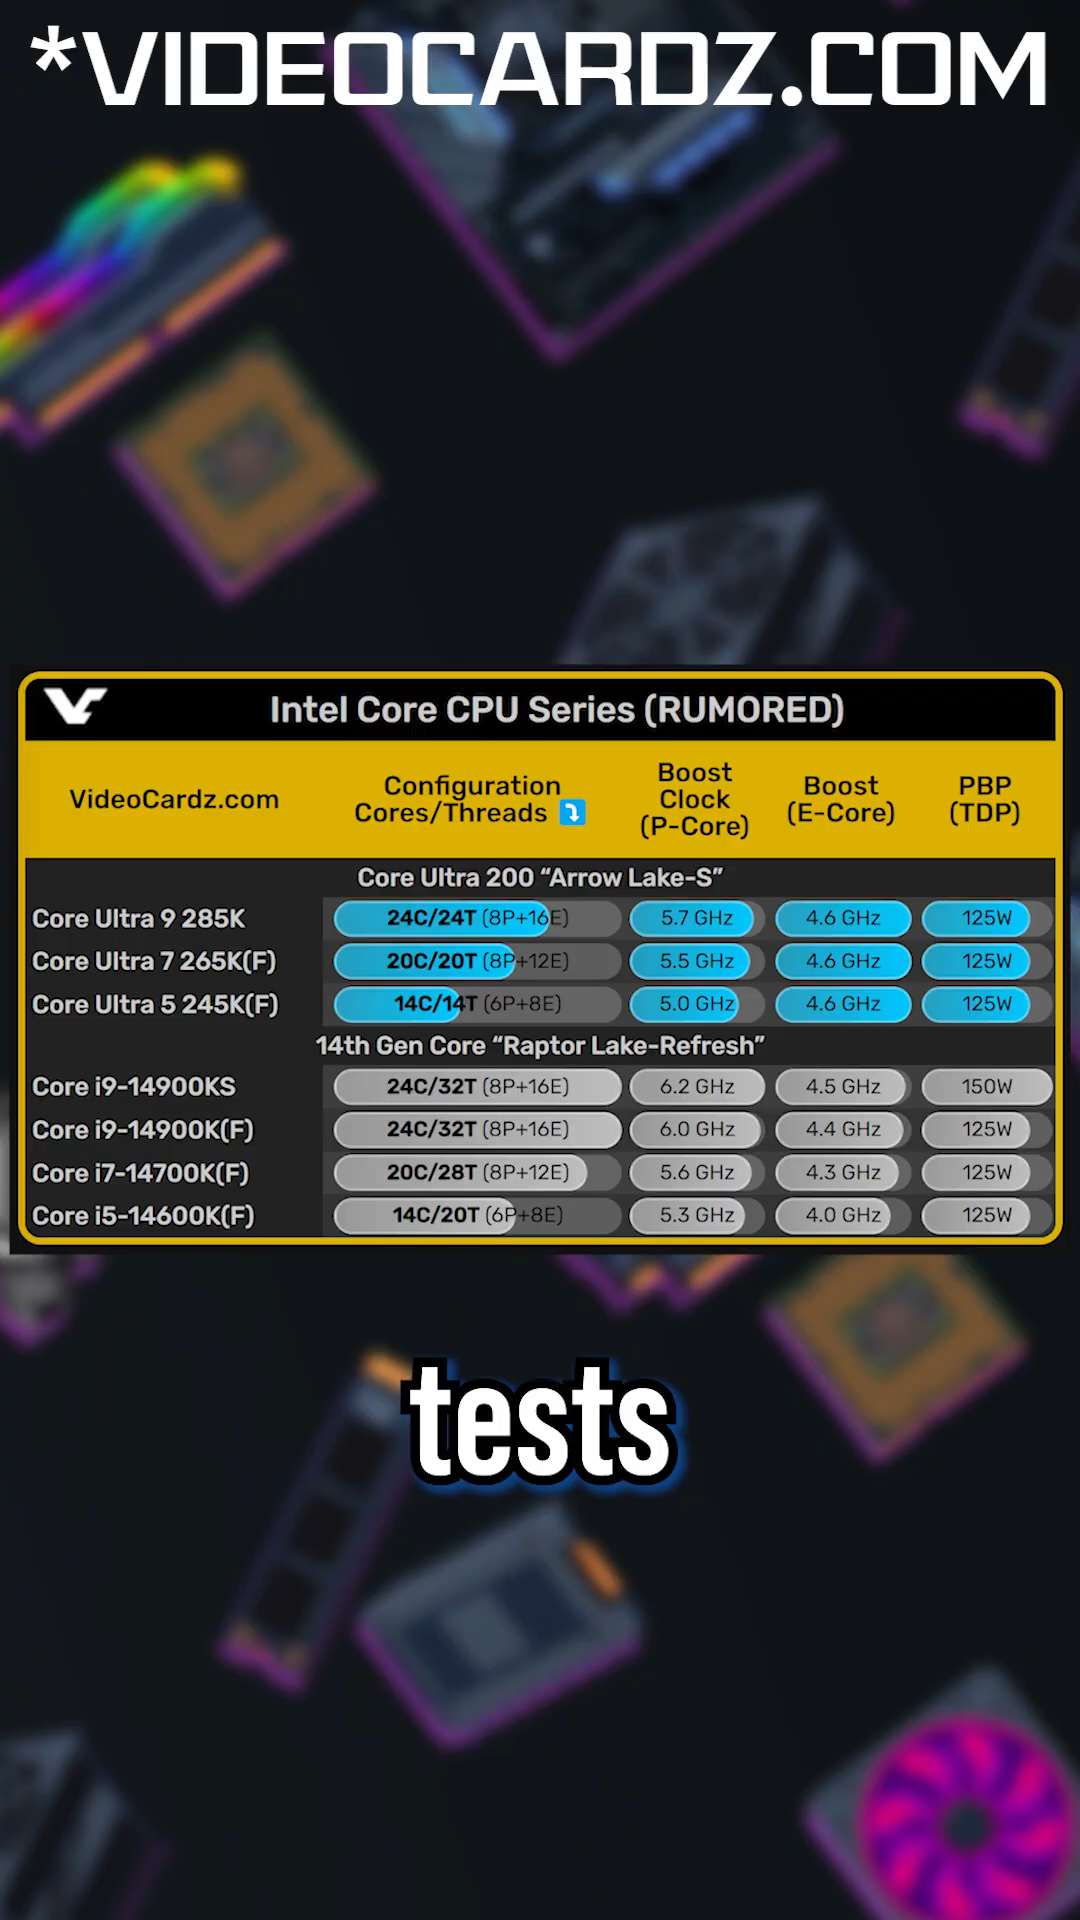 *VIDEOCARDZ.COM
Intel Core CPU Series (RUMORED)
VideoCardz.com
Configuration
Cores/Threads
Boost
Clock
(P-Core)
Boost
(E-Core)
PBP
(TDP)
Core Ultra 200 “Arrow Lake-S”
Core Ultra 9 285K 24C/24T (8P+16E) 5.7 GHz 4.6 GHz 125W
Core Ultra 7 265K(F) 20C/20T (8P+12E) 5.5 GHz 4.6 GHz 125W
Core Ultra 5 245K(F) 14C/14T (6P+8E) 5.0 GHz 4.6 GHz 125W
14th Gen Core “Raptor Lake-Refresh”
Core i9-14900KS 24C/32T (8P+16E) 6.2 GHz 4.5 GHz 150W
Core i9-14900K(F) 24C/32T (8P+16E) 6.0 GHz 4.4 GHz 125W
Core i7-14700K(F) 20C/28T (8P+12E) 5.6 GHz 4.3 GHz 125W
Core i5-14600K(F) 14C/20T (6P+8E) 5.3 GHz 4.0 GHz 125W
tests